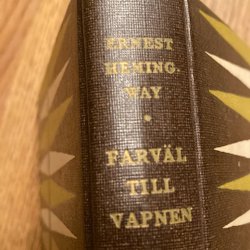 ERNEST
HEMING-
WAY
•
FARVÄL
TILL
VAPNEN